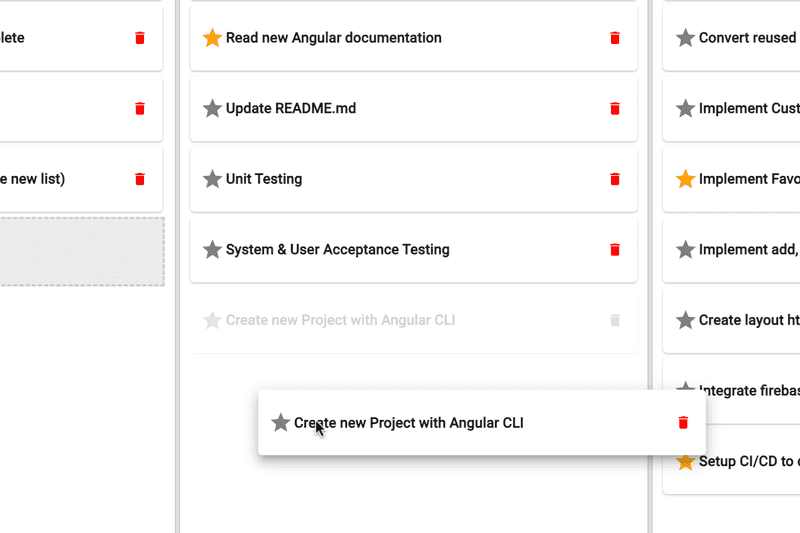 lete
e new list)
Read new Angular documentation
Update README.md
Unit Testing
System & User Acceptance Testing
Create new Project with Angular CLI
Create new Project with Angular CLI
Convert reused
Implement Cust
Implement Favo
Implement add,
Create layout ht
Integrate firebas
Setup CI/CD to